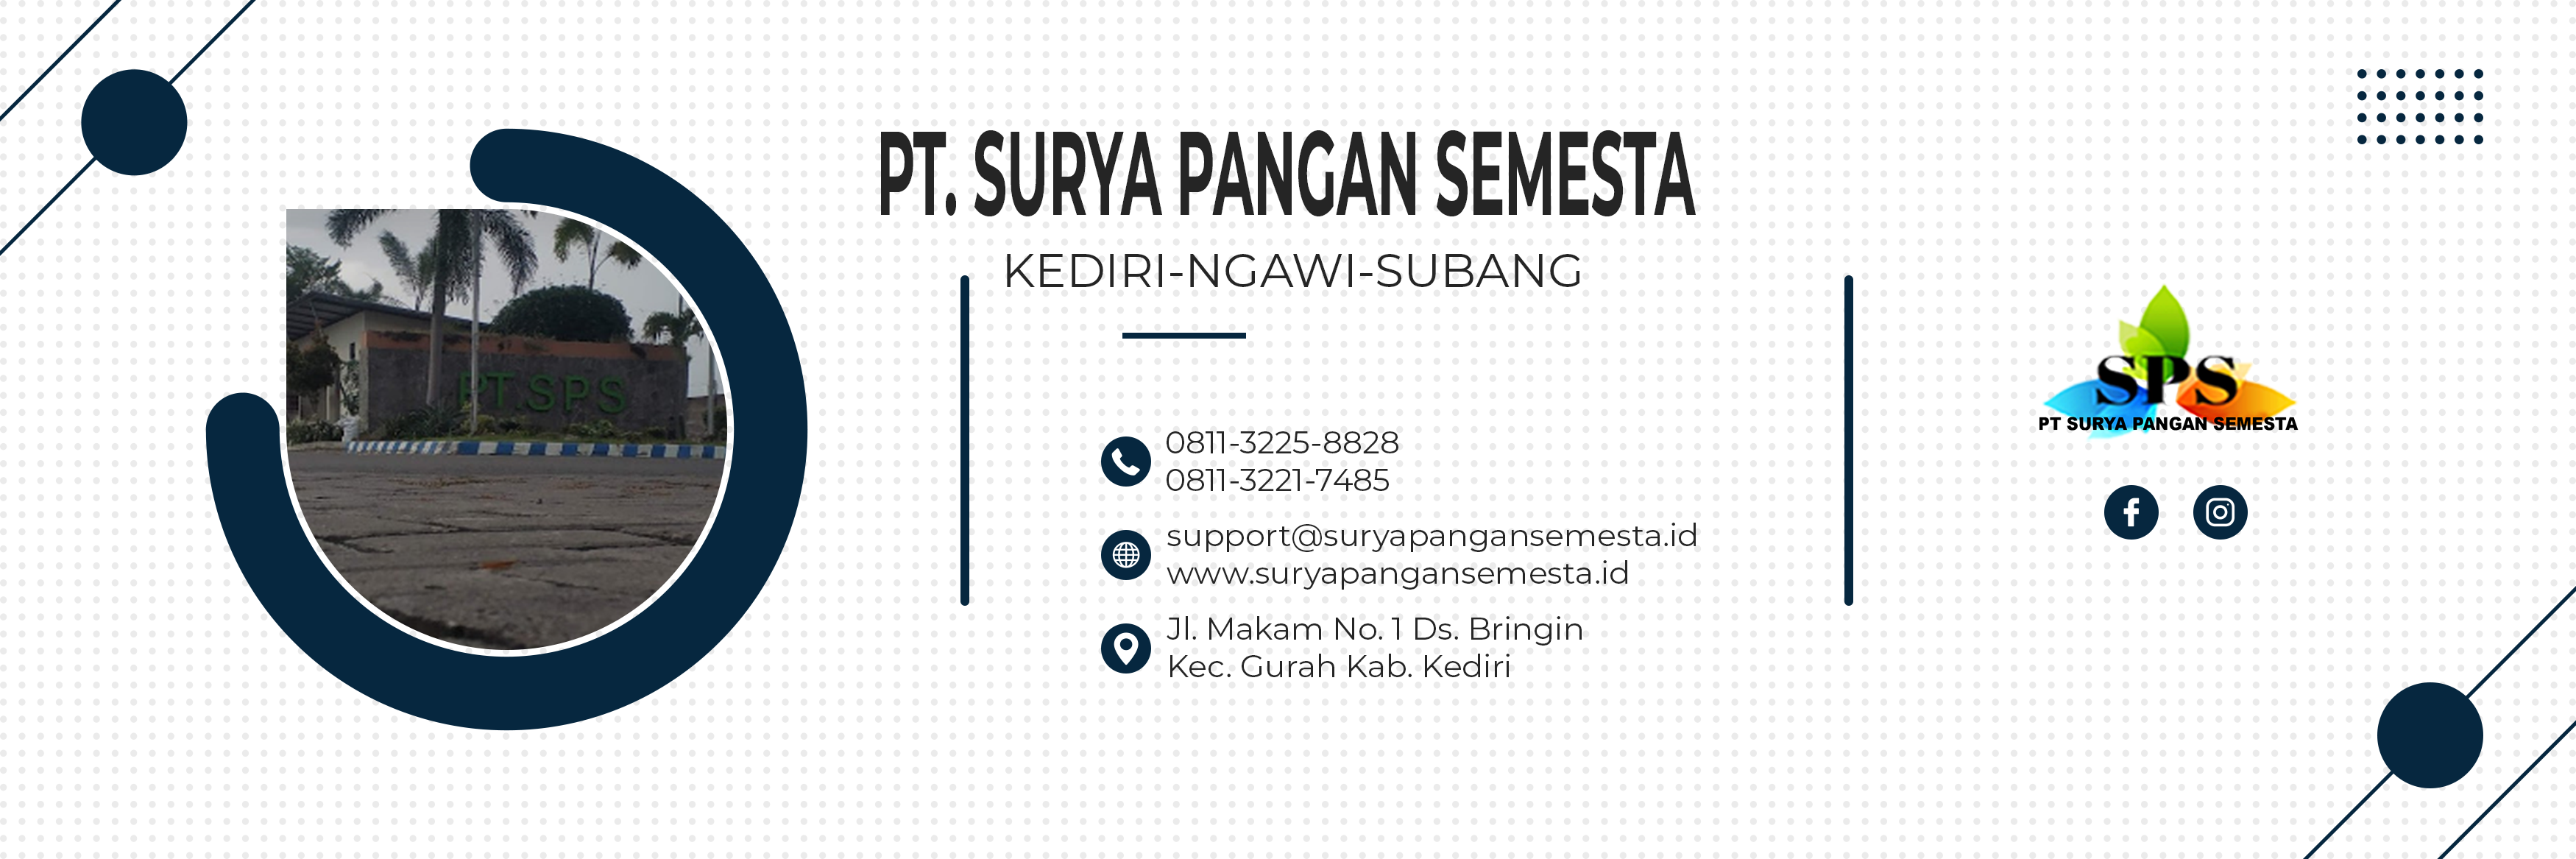 PT. SURYA PANGAN SEMESTA
KEDIRI-NGAWI-SUBANG
PT.SPS
0811-3225-8828
0811-3221-7485
support@suryapangansemesta.id
www.suryapangansemesta.id
Jl. Makam No. 1 Ds. Bringin
Kec. Gurah Kab. Kediri
SPS
PT SURYA PANGAN SEMESTA